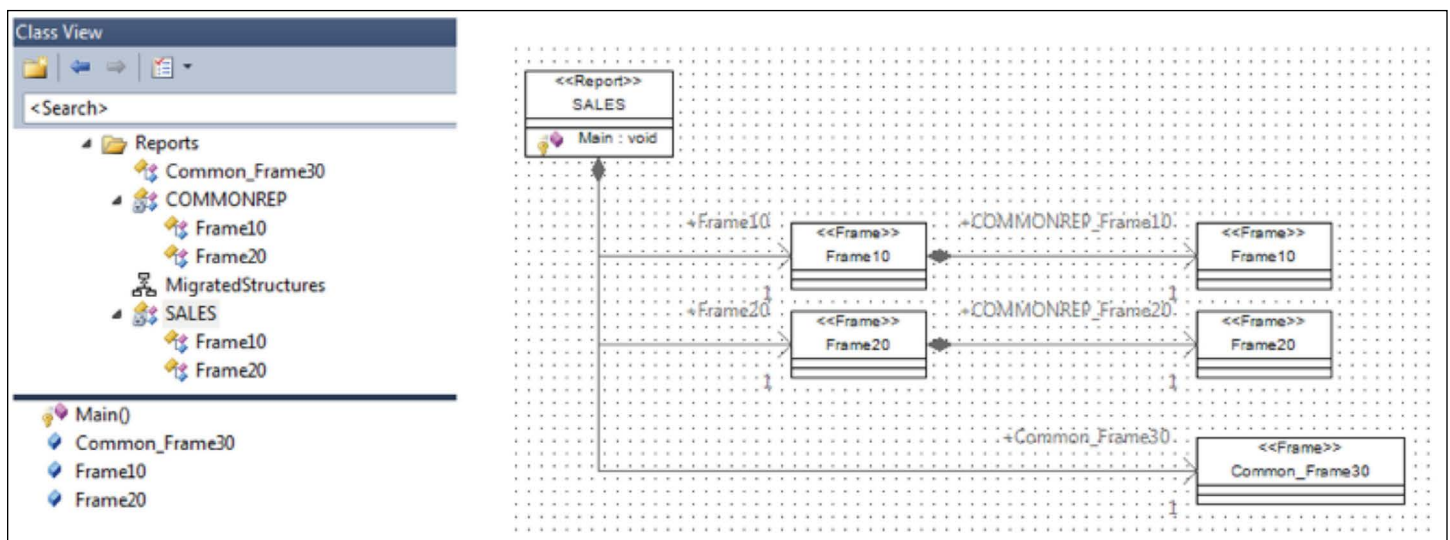 Class View
<Search>
Reports
Common_Frame30
COMMONREP
Frame10
Frame20
MigratedStructures
SALES
Frame10
Frame20
Main()
Common_Frame30
Frame10
Frame20
<<Report>>
SALES
Main : void
+Frame10
<<Frame>>
Frame10
1
+COMMONREP_Frame10
<<Frame>>
Frame10
1
+Frame20
<<Frame>>
Frame20
1
+COMMONREP_Frame20
<<Frame>>
Frame20
1
+Common_Frame30
<<Frame>>
Common_Frame30
1